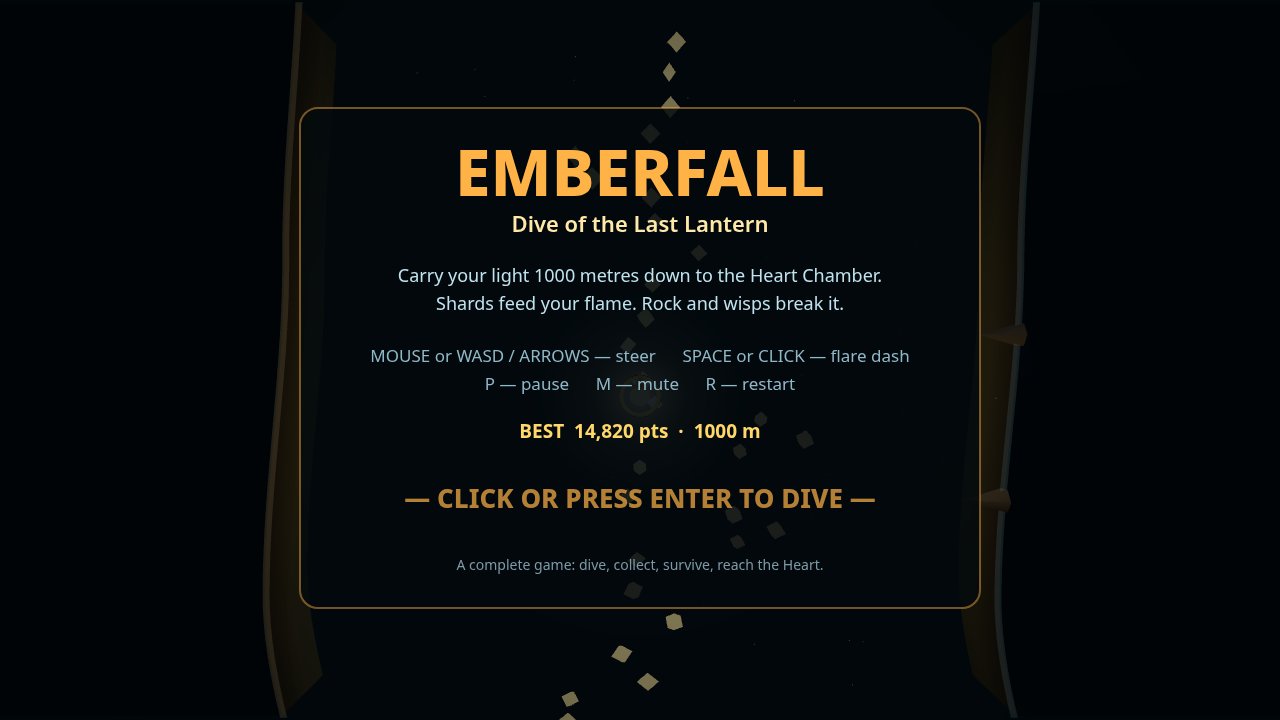 EMBERFALL
Dive of the Last Lantern
Carry your light 1000 metres down to the Heart Chamber.
Shards feed your flame. Rock and wisps break it.
MOUSE or WASD / ARROWS — steer SPACE or CLICK — flare dash
P — pause M — mute R — restart
BEST 14,820 pts · 1000 m
— CLICK OR PRESS ENTER TO DIVE —
A complete game: dive, collect, survive, reach the Heart.